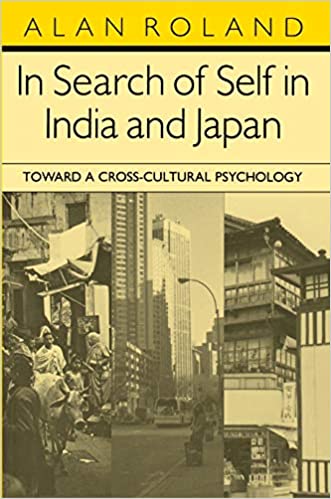 ALAN ROLAND
In Search of Self in
India and Japan
TOWARD A CROSS-CULTURAL PSYCHOLOGY